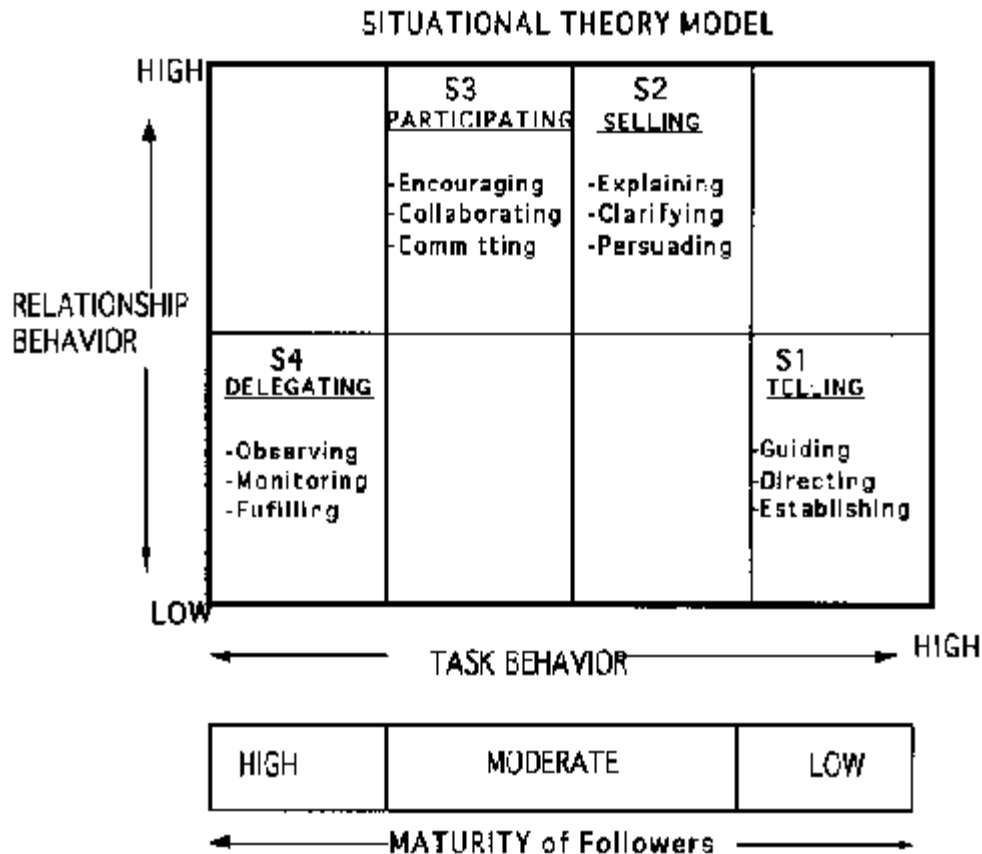 SITUATIONAL THEORY MODEL
HIGH
S3
PARTICIPATING
-Encouraging
-Collaborating
-Comm tting
S2
SELLING
-Explaining
-Clarifying
-Persuading
RELATIONSHIP
BEHAVIOR
S4
DELEGATING
-Observing
-Monitoring
-Fufilling
S1
TELLING
-Guiding
-Directing
-Establishing
LOW
TASK BEHAVIOR
HIGH
HIGH
MODERATE
LOW
MATURITY of Followers